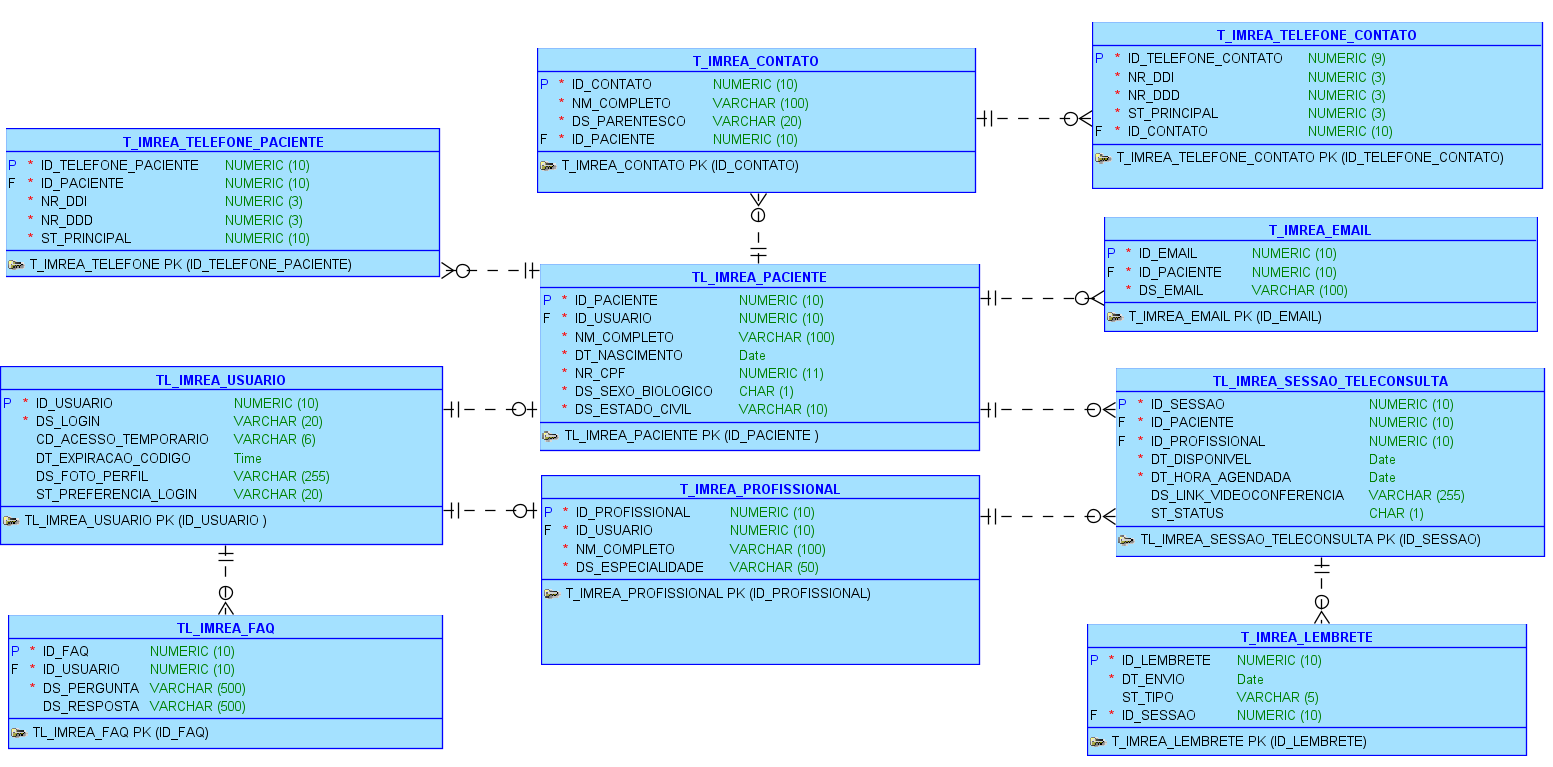 T_IMREA_TELEFONE_PACIENTE
P * ID_TELEFONE_PACIENTE NUMERIC (10)
F * ID_PACIENTE NUMERIC (10)
* NR_DDI NUMERIC (3)
* NR_DDD NUMERIC (3)
* ST_PRINCIPAL NUMERIC (10)
T_IMREA_TELEFONE PK (ID_TELEFONE_PACIENTE)
T_IMREA_CONTATO
P * ID_CONTATO NUMERIC (10)
* NM_COMPLETO VARCHAR (100)
* DS_PARENTESCO VARCHAR (20)
F * ID_PACIENTE NUMERIC (10)
T_IMREA_CONTATO PK (ID_CONTATO)
T_IMREA_TELEFONE_CONTATO
P * ID_TELEFONE_CONTATO NUMERIC (9)
* NR_DDI NUMERIC (3)
* NR_DDD NUMERIC (3)
* ST_PRINCIPAL NUMERIC (3)
F * ID_CONTATO NUMERIC (10)
T_IMREA_TELEFONE_CONTATO PK (ID_TELEFONE_CONTATO)
T_IMREA_EMAIL
P * ID_EMAIL NUMERIC (10)
F * ID_PACIENTE NUMERIC (10)
* DS_EMAIL VARCHAR (100)
T_IMREA_EMAIL PK (ID_EMAIL)
TL_IMREA_PACIENTE
P * ID_PACIENTE NUMERIC (10)
F * ID_USUARIO NUMERIC (10)
* NM_COMPLETO VARCHAR (100)
* DT_NASCIMENTO Date
* NR_CPF NUMERIC (11)
* DS_SEXO_BIOLOGICO CHAR (1)
* DS_ESTADO_CIVIL VARCHAR (10)
TL_IMREA_PACIENTE PK (ID_PACIENTE )
TL_IMREA_USUARIO
P * ID_USUARIO NUMERIC (10)
* DS_LOGIN VARCHAR (20)
CD_ACESSO_TEMPORARIO VARCHAR (6)
DT_EXPIRACAO_CODIGO Time
DS_FOTO_PERFIL VARCHAR (255)
ST_PREFERENCIA_LOGIN VARCHAR (20)
TL_IMREA_USUARIO PK (ID_USUARIO )
TL_IMREA_SESSAO_TELECONSULTA
P * ID_SESSAO NUMERIC (10)
F * ID_PACIENTE NUMERIC (10)
F * ID_PROFISSIONAL NUMERIC (10)
* DT_DISPONIVEL Date
* DT_HORA_AGENDADA Date
DS_LINK_VIDEOCONFERENCIA VARCHAR (255)
ST_STATUS CHAR (1)
TL_IMREA_SESSAO_TELECONSULTA PK (ID_SESSAO)
T_IMREA_PROFISSIONAL
P * ID_PROFISSIONAL NUMERIC (10)
F * ID_USUARIO NUMERIC (10)
* NM_COMPLETO VARCHAR (100)
* DS_ESPECIALIDADE VARCHAR (50)
T_IMREA_PROFISSIONAL PK (ID_PROFISSIONAL)
TL_IMREA_FAQ
P * ID_FAQ NUMERIC (10)
F * ID_USUARIO NUMERIC (10)
* DS_PERGUNTA VARCHAR (500)
DS_RESPOSTA VARCHAR (500)
TL_IMREA_FAQ PK (ID_FAQ)
T_IMREA_LEMBRETE
P * ID_LEMBRETE NUMERIC (10)
* DT_ENVIO Date
ST_TIPO VARCHAR (5)
F * ID_SESSAO NUMERIC (10)
T_IMREA_LEMBRETE PK (ID_LEMBRETE)